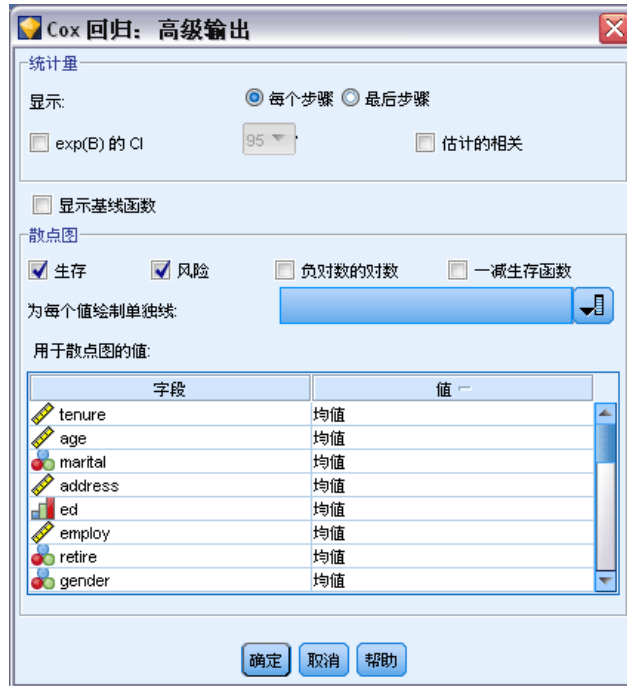 Cox 回归：高级输出
统计量
显示: 每个步骤 最后步骤
exp(B) 的 CI 95 估计的相关
显示基线函数
散点图
生存 风险 负对数的对数 一减生存函数
为每个值绘制单独线:
用于散点图的值:
字段 值
tenure 均值
age 均值
marital 均值
address 均值
ed 均值
employ 均值
retire 均值
gender 均值
确定 取消 帮助